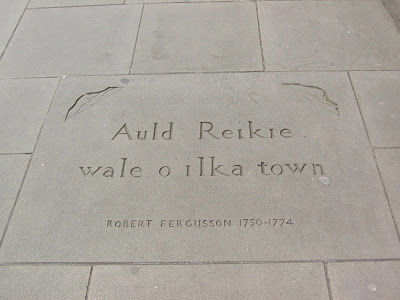 Auld Reikie
wale o ilka town
ROBERT FERGUSSON 1750-1774